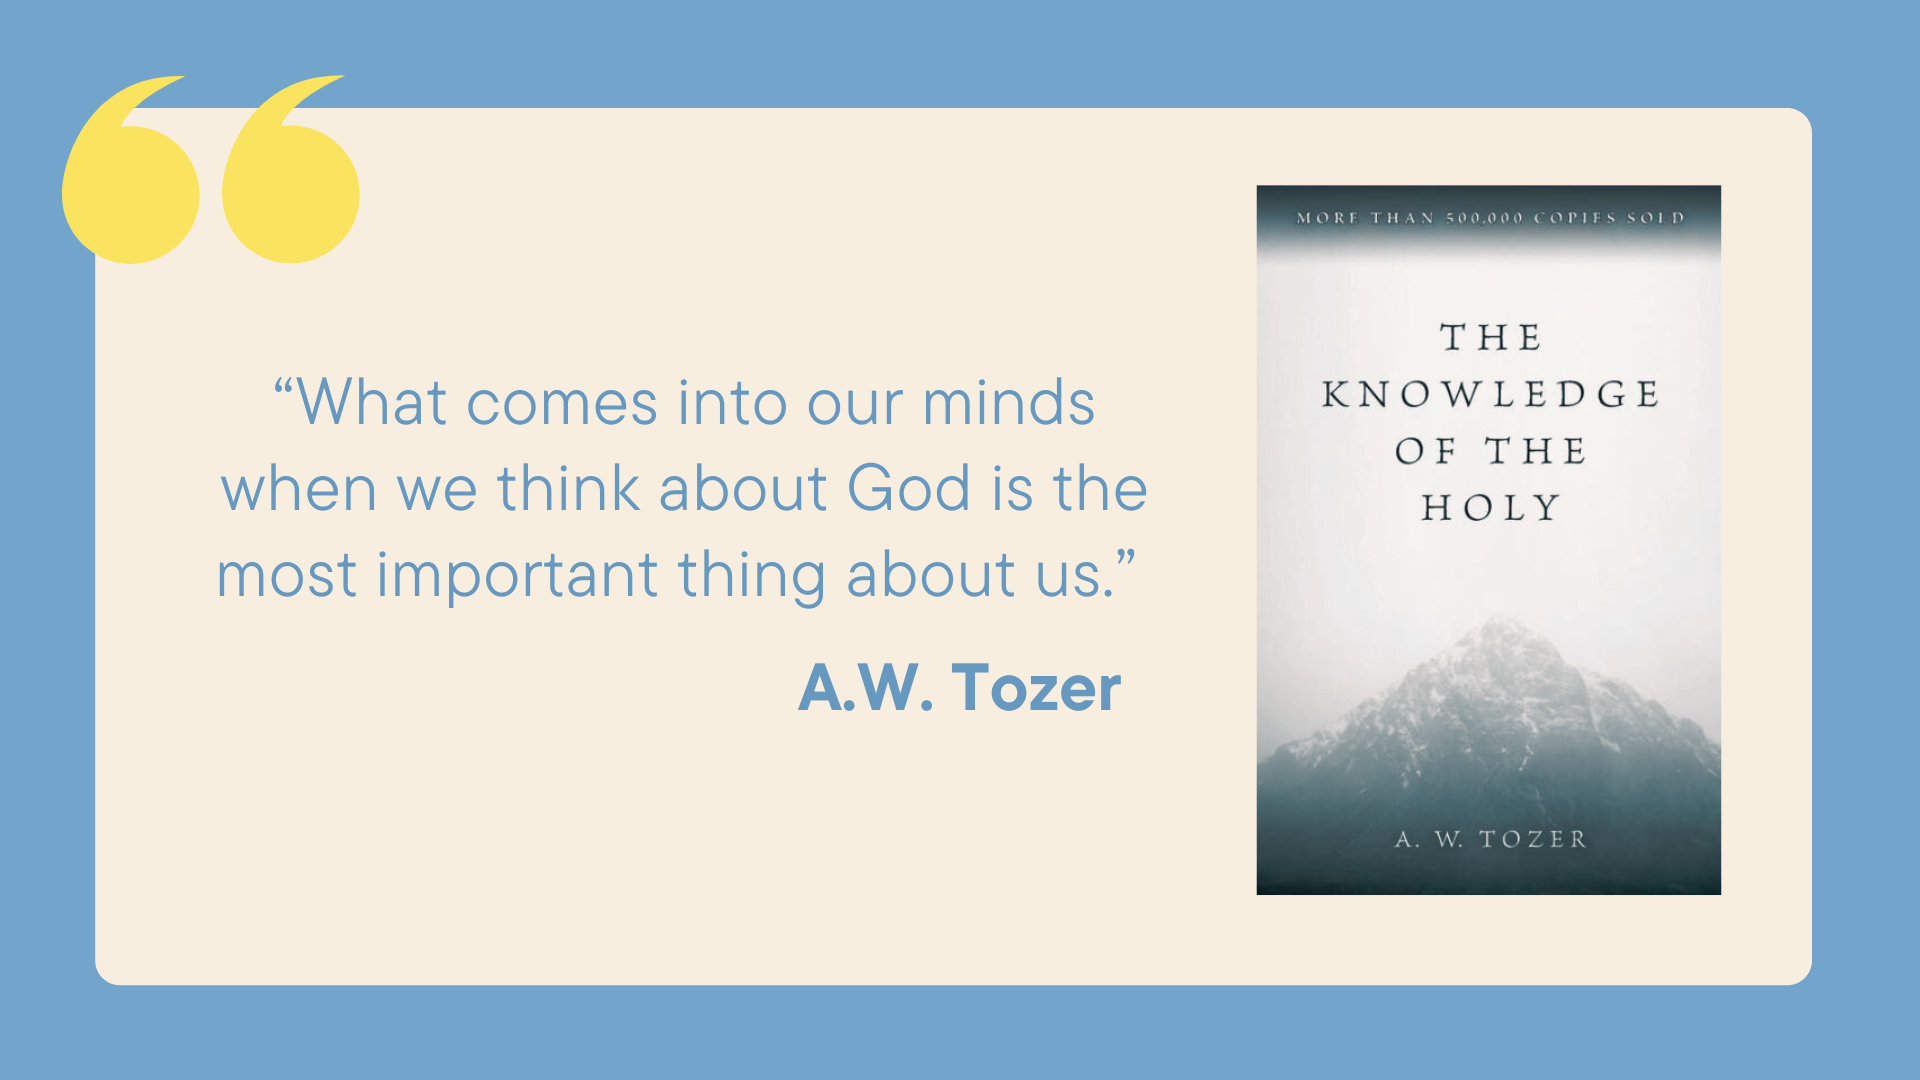 “What comes into our minds
when we think about God is the
most important thing about us.”
A.W. Tozer
MORE THAN 500,000 COPIES SOLD
THE
KNOWLEDGE
OF THE
HOLY
A. W. TOZER